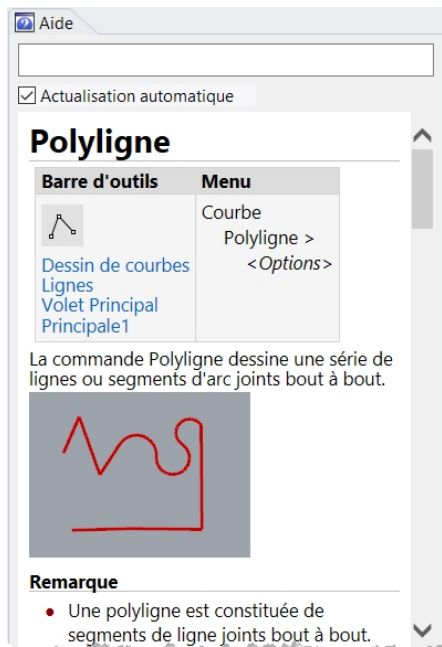 Aide
Actualisation automatique
Polyligne
Barre d'outils Menu
Courbe
Polyligne >
<Options>
Dessin de courbes
Lignes
Volet Principal
Principale1
La commande Polyligne dessine une série de
lignes ou segments d'arc joints bout à bout.
Remarque
• Une polyligne est constituée de
segments de ligne joints bout à bout.